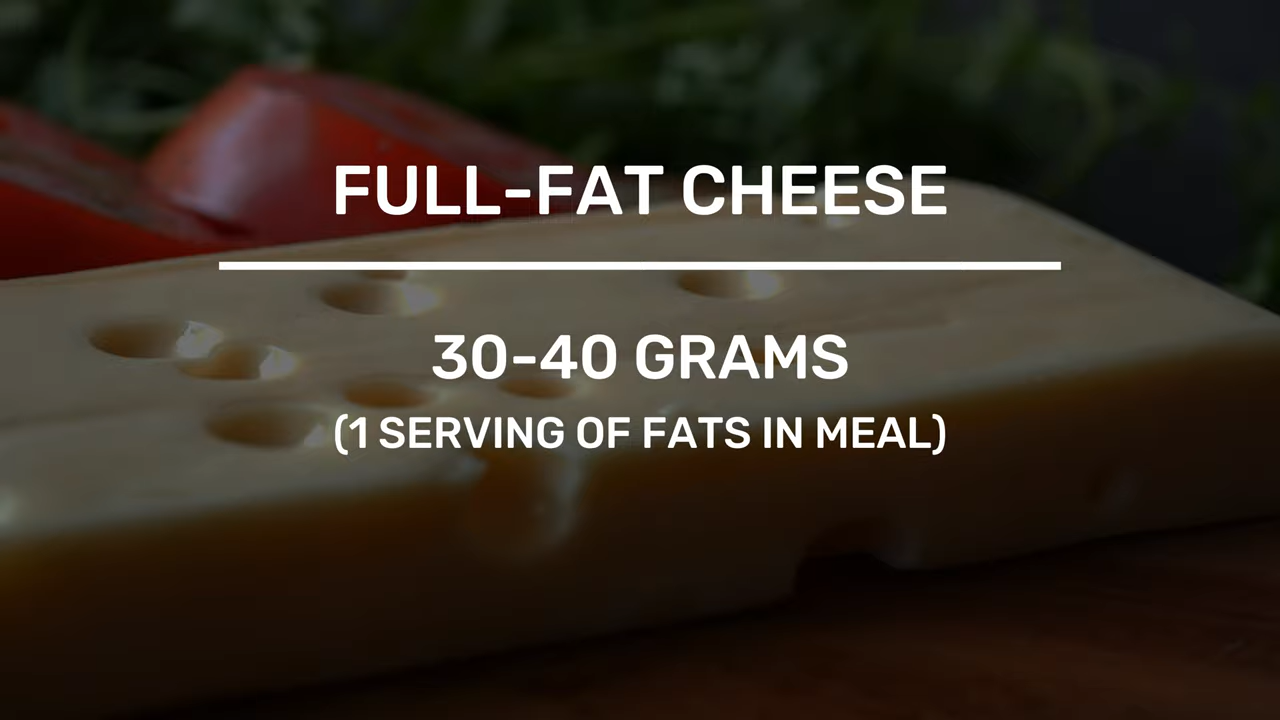 FULL-FAT CHEESE
30-40 GRAMS
(1 SERVING OF FATS IN MEAL)